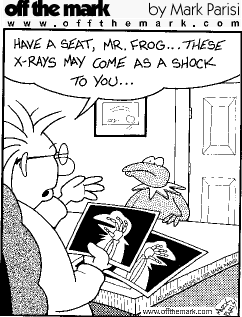 off the mark by Mark Parisi
www.offthemark.com
HAVE A SEAT, MR. FROG... THESE
X-RAYS MAY COME AS A SHOCK
TO YOU...
www.offthemark.com